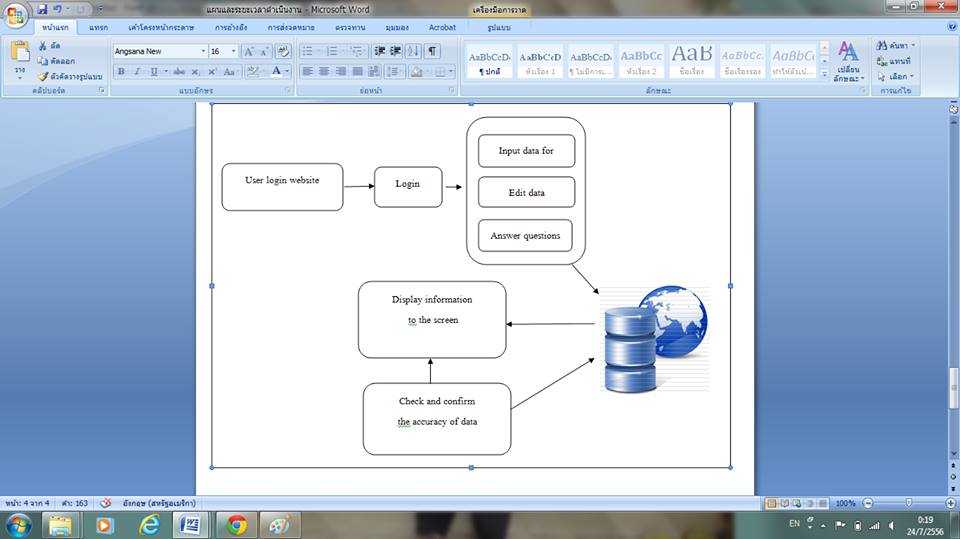 แผนและระยะเวลาดำเนินงาน - Microsoft Word
เครื่องมือการวาด
หน้าแรก
แทรก
เค้าโครงหน้ากระดาษ
การอ้างอิง
การส่งจดหมาย
ตรวจทาน
มุมมอง
Acrobat
รูปแบบ
วาง
ตัด
คัดลอก
ตัวคัดวางรูปแบบ
คลิปบอร์ด
Angsana New
16
แบบอักษร
ย่อหน้า
AaBbCcDd
¶ ปกติ
AaBbCcD
หัวเรื่อง 1
AaBbCcDd
¶ ไม่มีการเ...
AaBbCc
หัวเรื่อง 2
AaB
ชื่อเรื่อง
AaBbCc.
ชื่อเรื่องรอง
AaBbCcDd
ทำให้ตัวเน้...
ลักษณะ
เปลี่ยน
ลักษณะ
ค้นหา
แทนที่
เลือก
การแก้ไข
User login website
Login
Input data for
Edit data
Answer questions
Display information
to the screen
Check and confirm
the accuracy of data
หน้า: 4 จาก 4
คำ: 163
อังกฤษ (สหรัฐอเมริกา)
100%
EN
0:19
24/7/2556